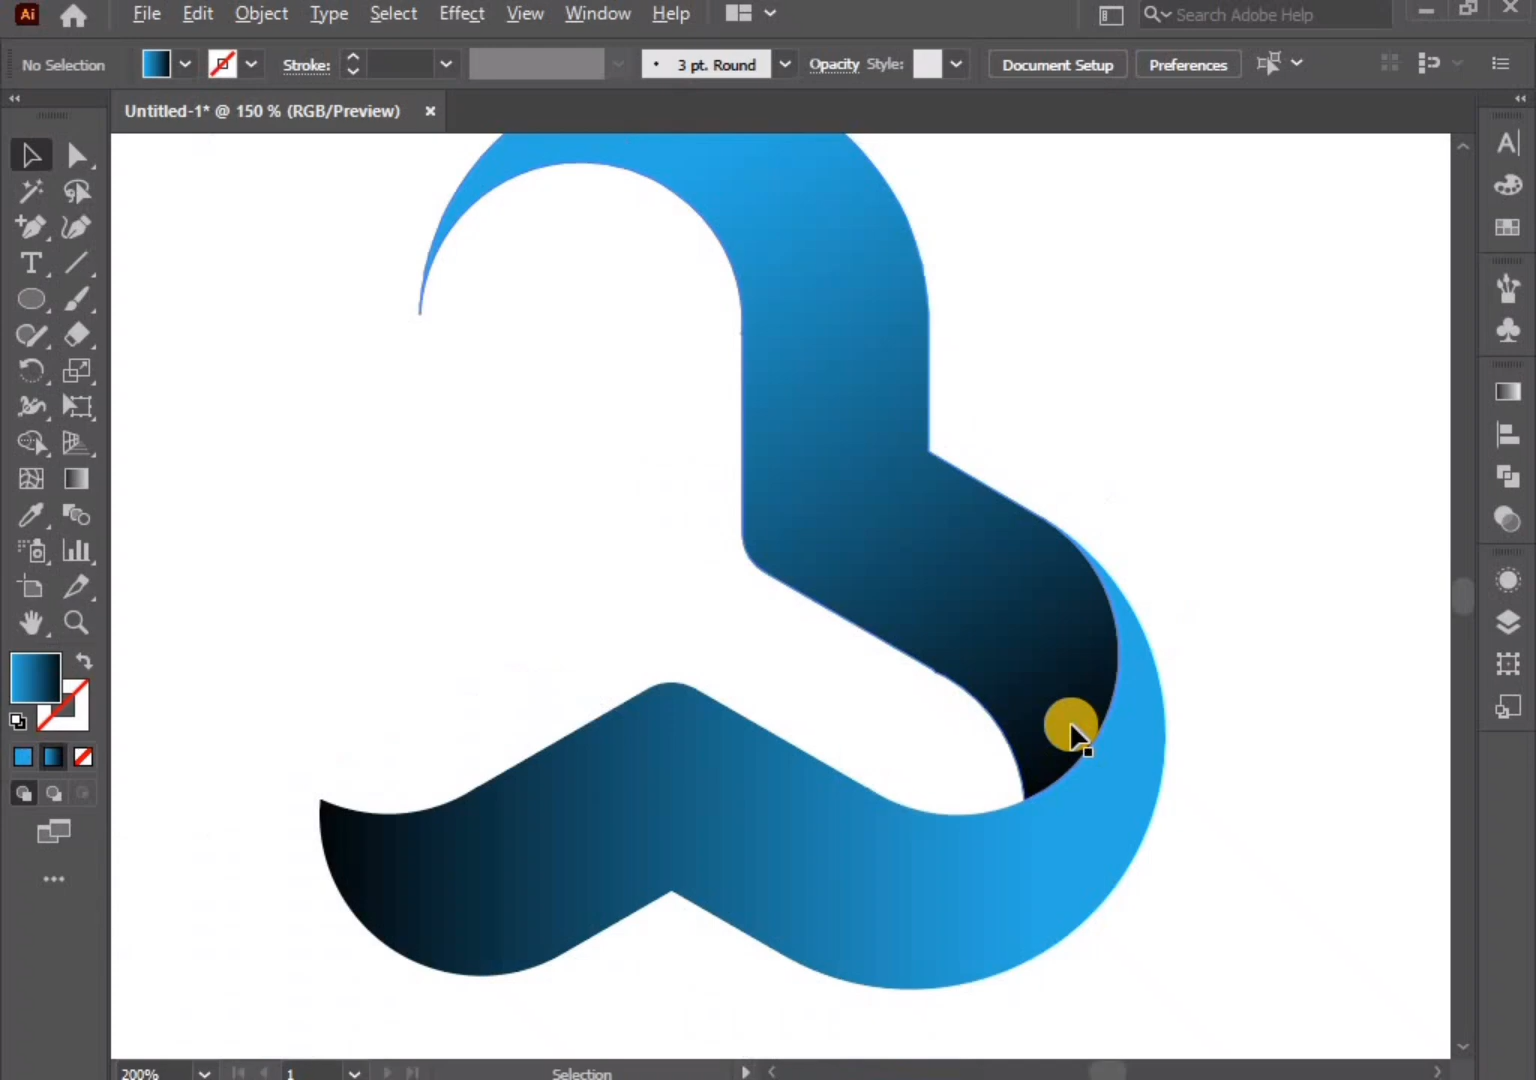 Ai File Edit Object Type Select Effect View Window Help Search Adobe Help
No Selection Stroke: 3 pt. Round Opacity Style: Document Setup Preferences
Untitled-1* @ 150 % (RGB/Preview)
200% 1 Selection